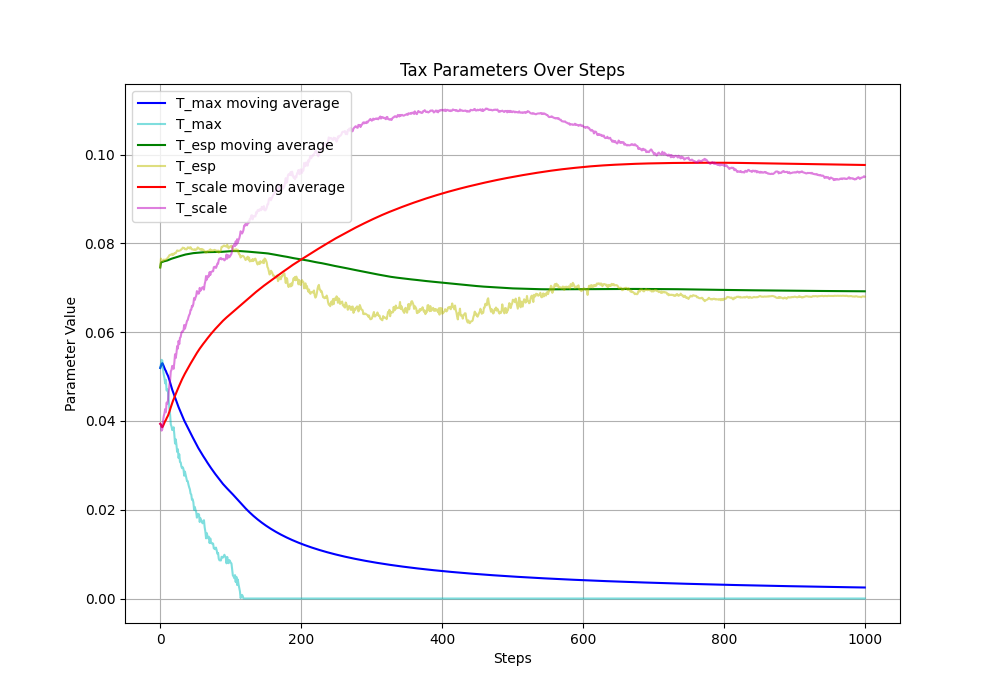 Tax Parameters Over Steps
T_max moving average
T_max
T_esp moving average
T_esp
T_scale moving average
T_scale
Parameter Value
0.10
0.08
0.06
0.04
0.02
0.00
0 200 400 600 800 1000
Steps